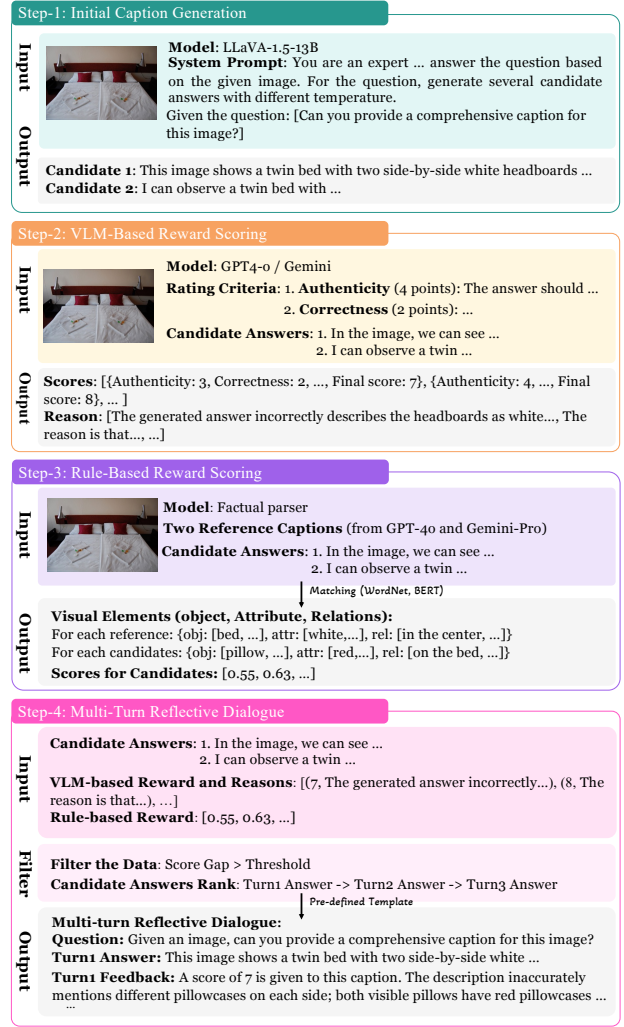 Step-1: Initial Caption Generation
Input
Model: LLaVA-1.5-13B
System Prompt: You are an expert ... answer the question based
on the given image. For the question, generate several candidate
answers with different temperature.
Given the question: [Can you provide a comprehensive caption for
this image?]
Output
Candidate 1: This image shows a twin bed with two side-by-side white headboards ...
Candidate 2: I can observe a twin bed with ...
Step-2: VLM-Based Reward Scoring
Input
Model: GPT4-o / Gemini
Rating Criteria: 1. Authenticity (4 points): The answer should ...
2. Correctness (2 points): ...
Candidate Answers: 1. In the image, we can see ...
2. I can observe a twin ...
Output
Scores: [{Authenticity: 3, Correctness: 2, ..., Final score: 7}, {Authenticity: 4, ..., Final
score: 8}, ... ]
Reason: [The generated answer incorrectly describes the headboards as white..., The
reason is that..., ...]
Step-3: Rule-Based Reward Scoring
Input
Model: Factual parser
Two Reference Captions (from GPT-4o and Gemini-Pro)
Candidate Answers: 1. In the image, we can see ...
2. I can observe a twin ...
Matching (WordNet, BERT)
Output
Visual Elements (object, Attribute, Relations):
For each reference: {obj: [bed, ...], attr: [white,...], rel: [in the center, ...]}
For each candidates: {obj: [pillow, ...], attr: [red,...], rel: [on the bed, ...]}
Scores for Candidates: [0.55, 0.63, ...]
Step-4: Multi-Turn Reflective Dialogue
Input
Candidate Answers: 1. In the image, we can see ...
2. I can observe a twin ...
VLM-based Reward and Reasons: [(7, The generated answer incorrectly...), (8, The
reason is that...), ...]
Rule-based Reward: [0.55, 0.63, ...]
Filter
Filter the Data: Score Gap > Threshold
Candidate Answers Rank: Turn1 Answer -> Turn2 Answer -> Turn3 Answer
Pre-defined Template
Output
Multi-turn Reflective Dialogue:
Question: Given an image, can you provide a comprehensive caption for this image?
Turn1 Answer: This image shows a twin bed with two side-by-side white ...
Turn1 Feedback: A score of 7 is given to this caption. The description inaccurately
mentions different pillowcases on each side; both visible pillows have red pillowcases ...
...